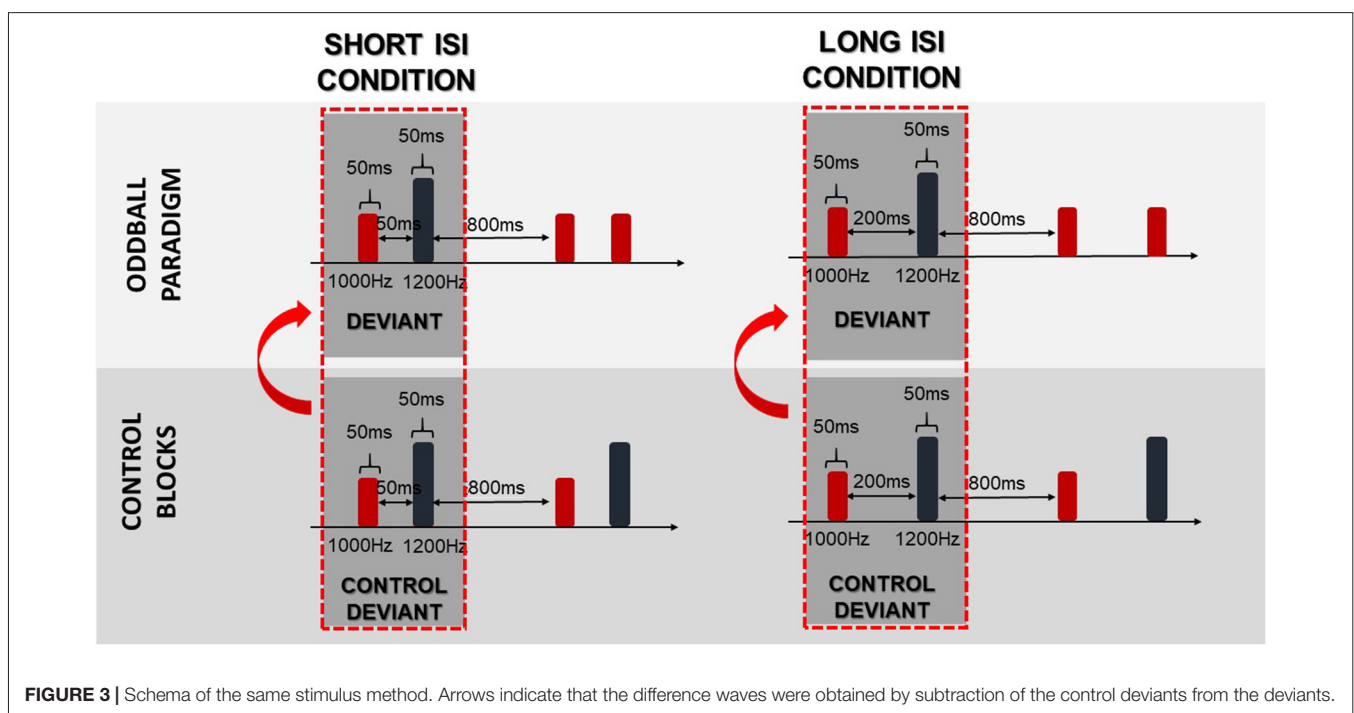 SHORT ISI
CONDITION
LONG ISI
CONDITION
ODDBALL
PARADIGM
50ms
50ms
50ms
800ms
1000Hz
1200Hz
DEVIANT
50ms
50ms
200ms
800ms
1000Hz
1200Hz
DEVIANT
CONTROL
BLOCKS
50ms
50ms
50ms
800ms
1000Hz
1200Hz
CONTROL
DEVIANT
50ms
50ms
200ms
800ms
1000Hz
1200Hz
CONTROL
DEVIANT
FIGURE 3 | Schema of the same stimulus method. Arrows indicate that the difference waves were obtained by subtraction of the control deviants from the deviants.